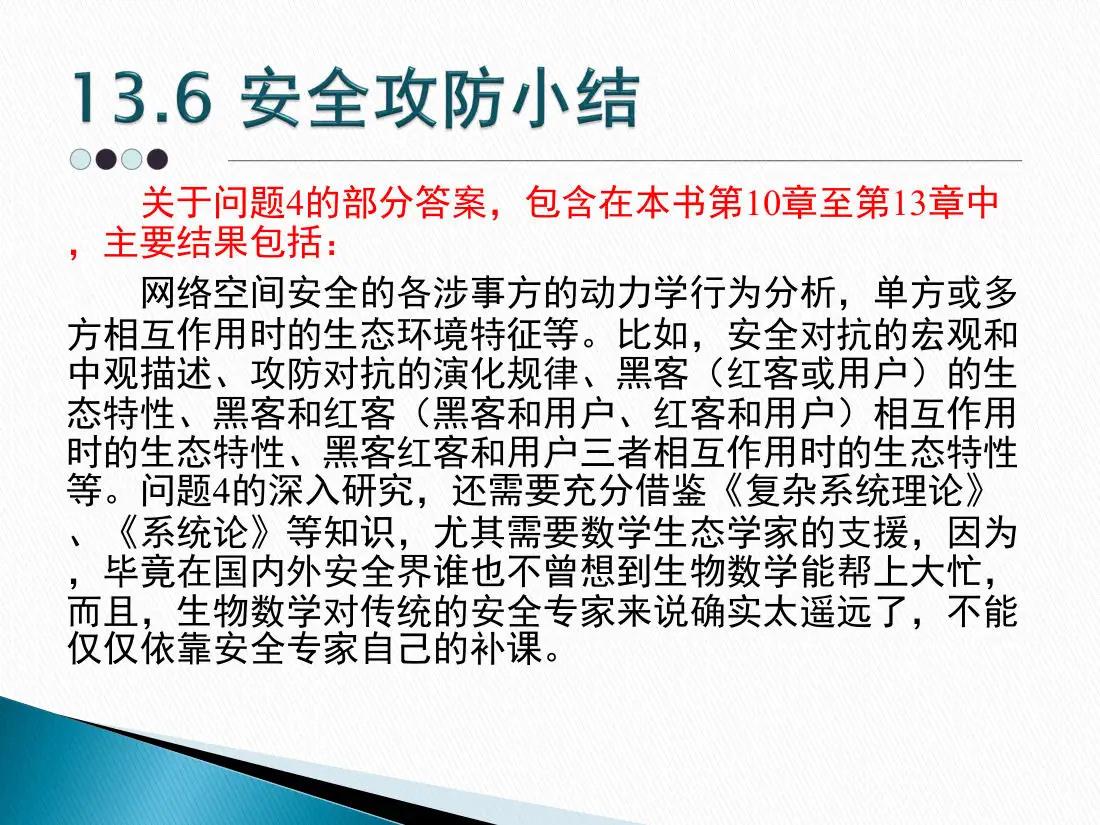 13.6 安全攻防小结
关于问题4的部分答案，包含在本书第10章至第13章中
，主要结果包括：
网络空间安全的各涉事方的动力学行为分析，单方或多
方相互作用时的生态环境特征等。比如，安全对抗的宏观和
中观描述、攻防对抗的演化规律、黑客（红客或用户）的生
态特性、黑客和红客（黑客和用户、红客和用户）相互作用
时的生态特性、黑客红客和用户三者相互作用时的生态特性
等。问题4的深入研究，还需要充分借鉴《复杂系统理论》
、《系统论》等知识，尤其需要数学生态学家的支援，因为
，毕竟在国内外安全界谁也不曾想到生物数学能帮上大忙，
而且，生物数学对传统的安全专家来说确实太遥远了，不能
仅仅依靠安全专家自己的补课。